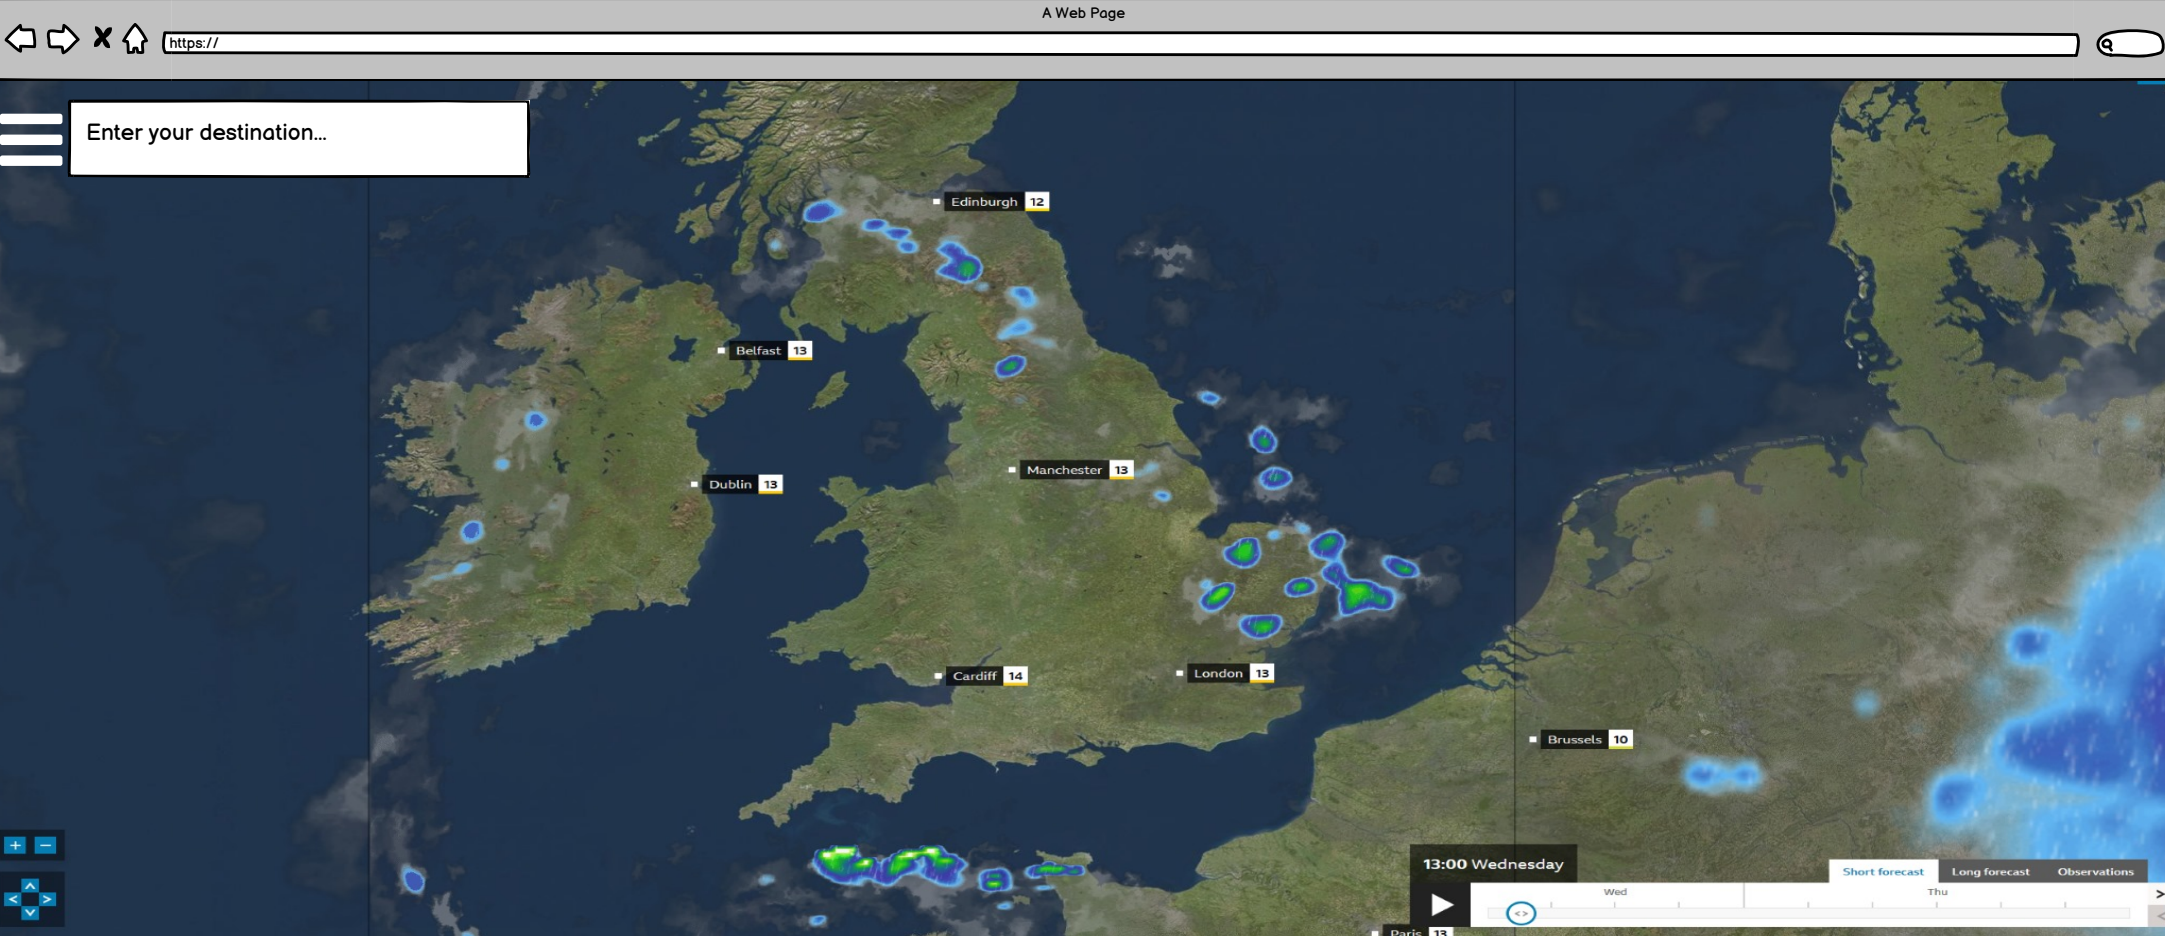 A Web Page
https://
Enter your destination...
Edinburgh 12
Belfast 13
Manchester 13
Dublin 13
Cardiff 14
London 13
Brussels 10
13:00 Wednesday
Short forecast Long forecast Observations
Wed Thu
Paris 13